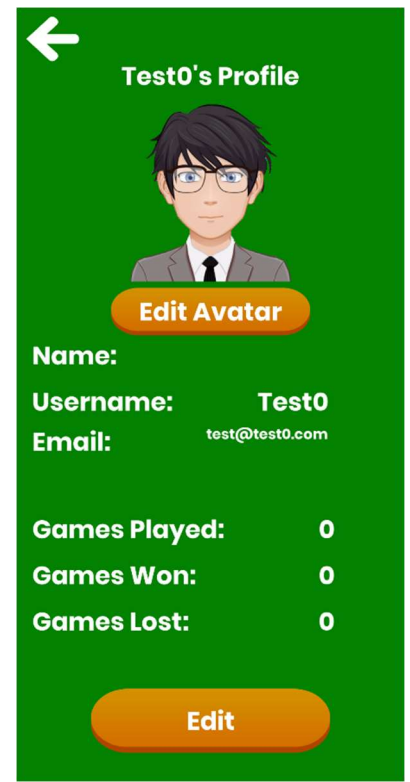 Test0's Profile
Edit Avatar
Name:
Username: Test0
Email: test@test0.com
Games Played: 0
Games Won: 0
Games Lost: 0
Edit